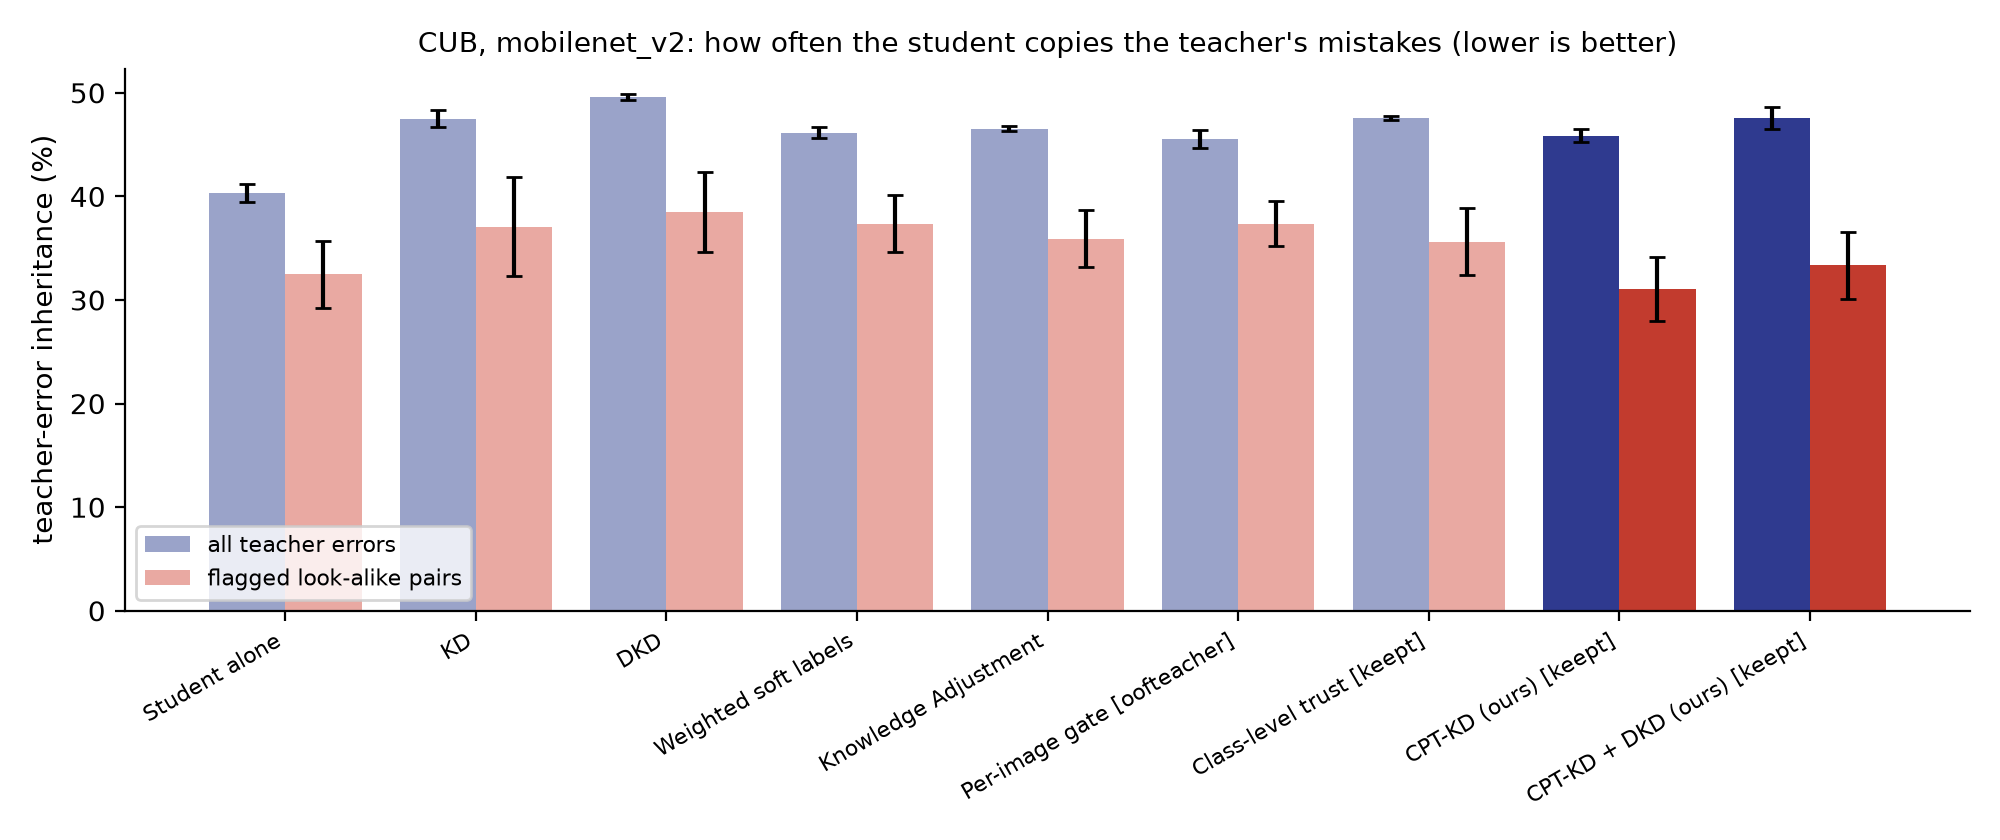 CUB, mobilenet_v2: how often the student copies the teacher's mistakes (lower is better)
teacher-error inheritance (%)
50
40
30
20
10
0
all teacher errors
flagged look-alike pairs
Student alone
KD
DKD
Weighted soft labels
Knowledge Adjustment
Per-image gate [oofteacher]
Class-level trust [keept]
CPT-KD (ours) [keept]
CPT-KD + DKD (ours) [keept]